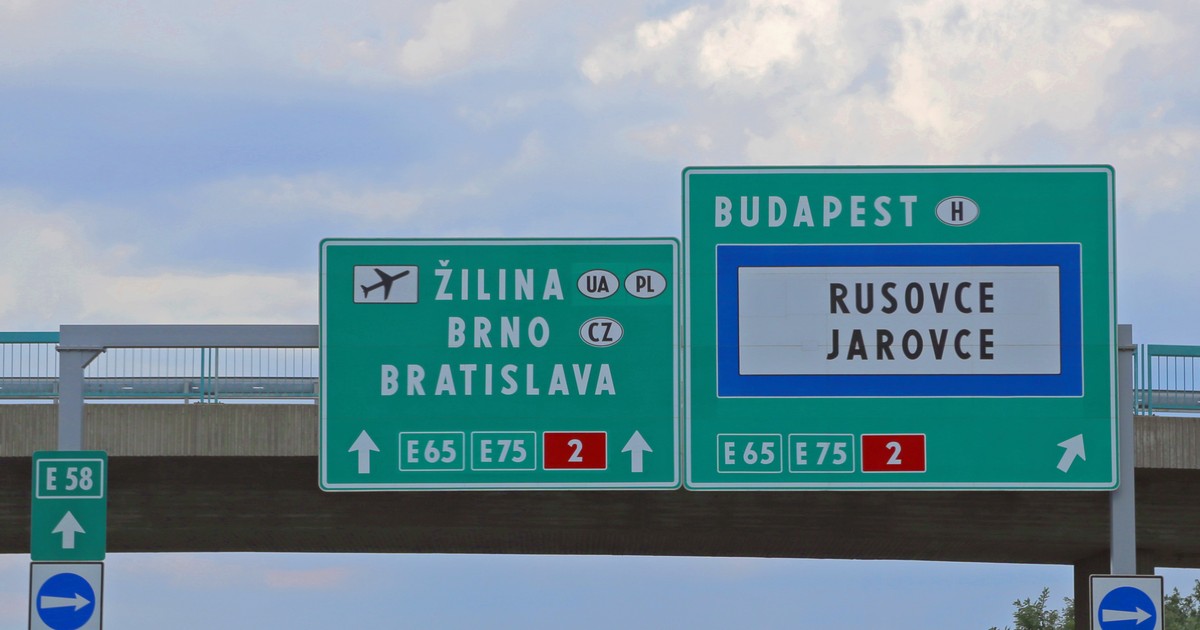 ŽILINA UA PL
BRNO CZ
BRATISLAVA
E65 E75 2
BUDAPEST H
RUSOVCE
JAROVCE
E65 E75 2
E 58